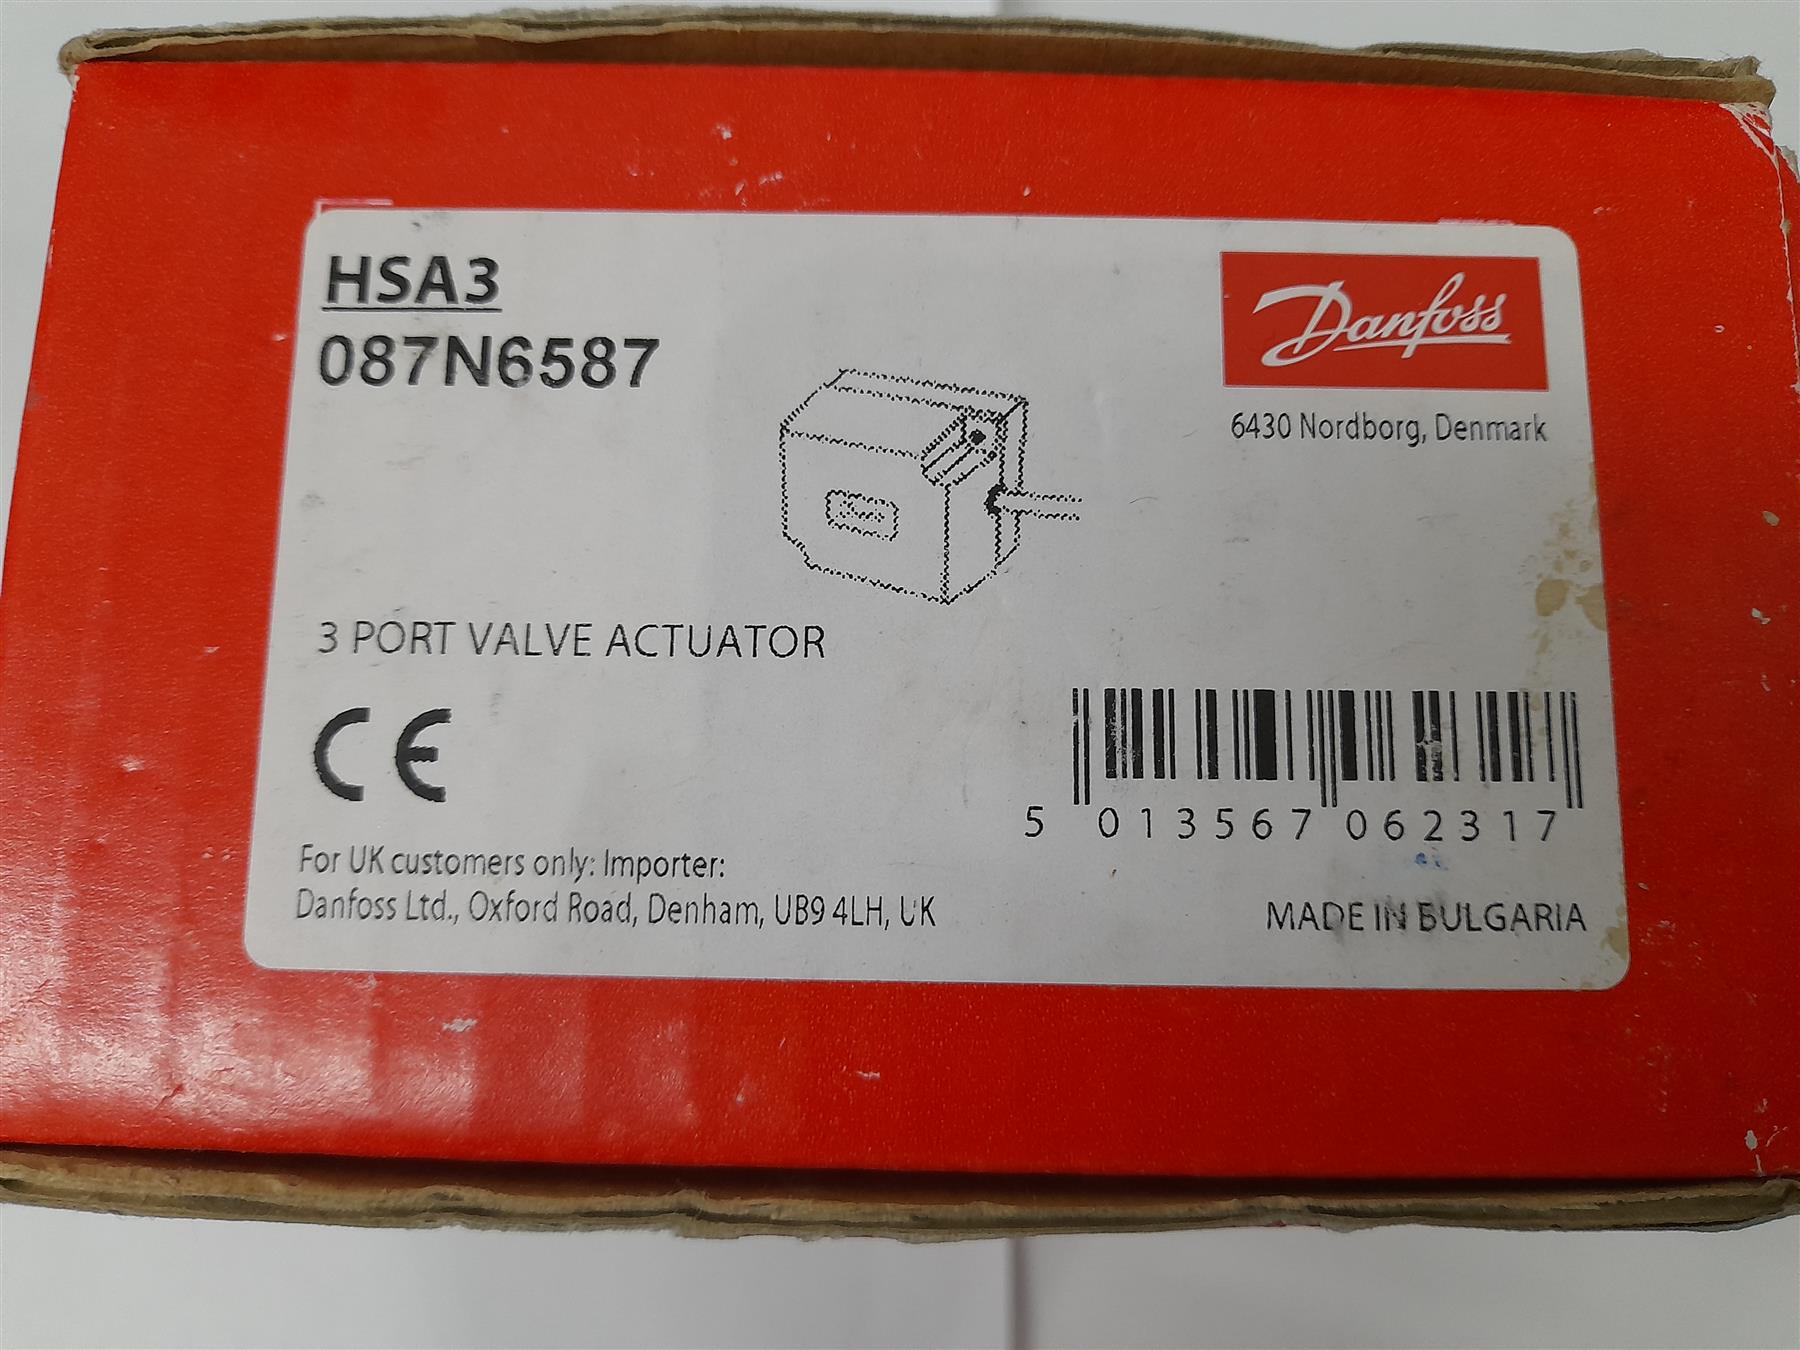 HSA3
087N6587
Danfoss
6430 Nordborg, Denmark
3 PORT VALVE ACTUATOR
CE
5 013567 062317
For UK customers only: Importer:
Danfoss Ltd., Oxford Road, Denham, UB9 4LH, UK
MADE IN BULGARIA